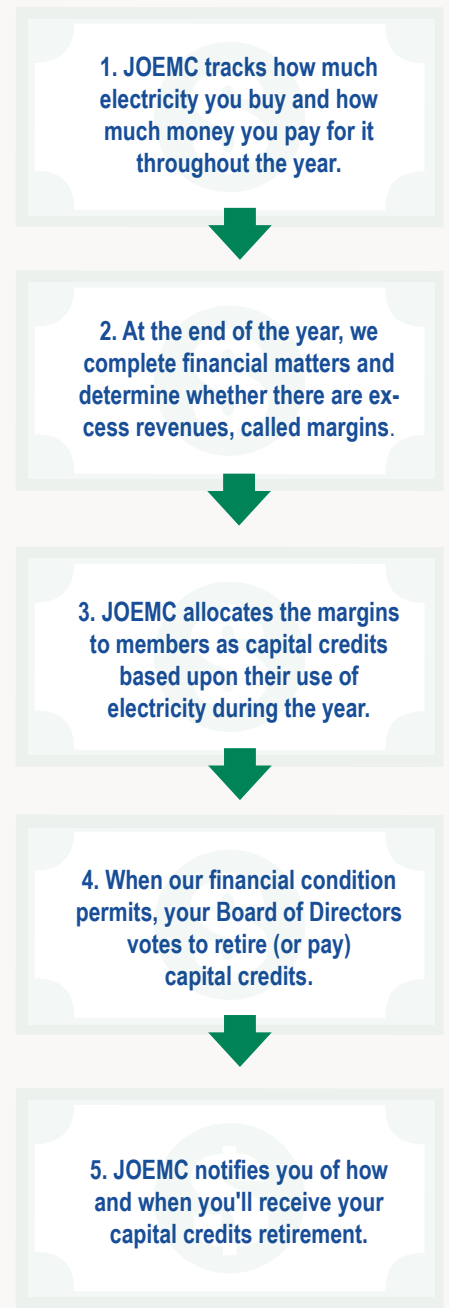 1. JOEMC tracks how much
electricity you buy and how
much money you pay for it
throughout the year.
2. At the end of the year, we
complete financial matters and
determine whether there are ex-
cess revenues, called margins.
3. JOEMC allocates the margins
to members as capital credits
based upon their use of
electricity during the year.
4. When our financial condition
permits, your Board of Directors
votes to retire (or pay)
capital credits.
5. JOEMC notifies you of how
and when you'll receive your
capital credits retirement.